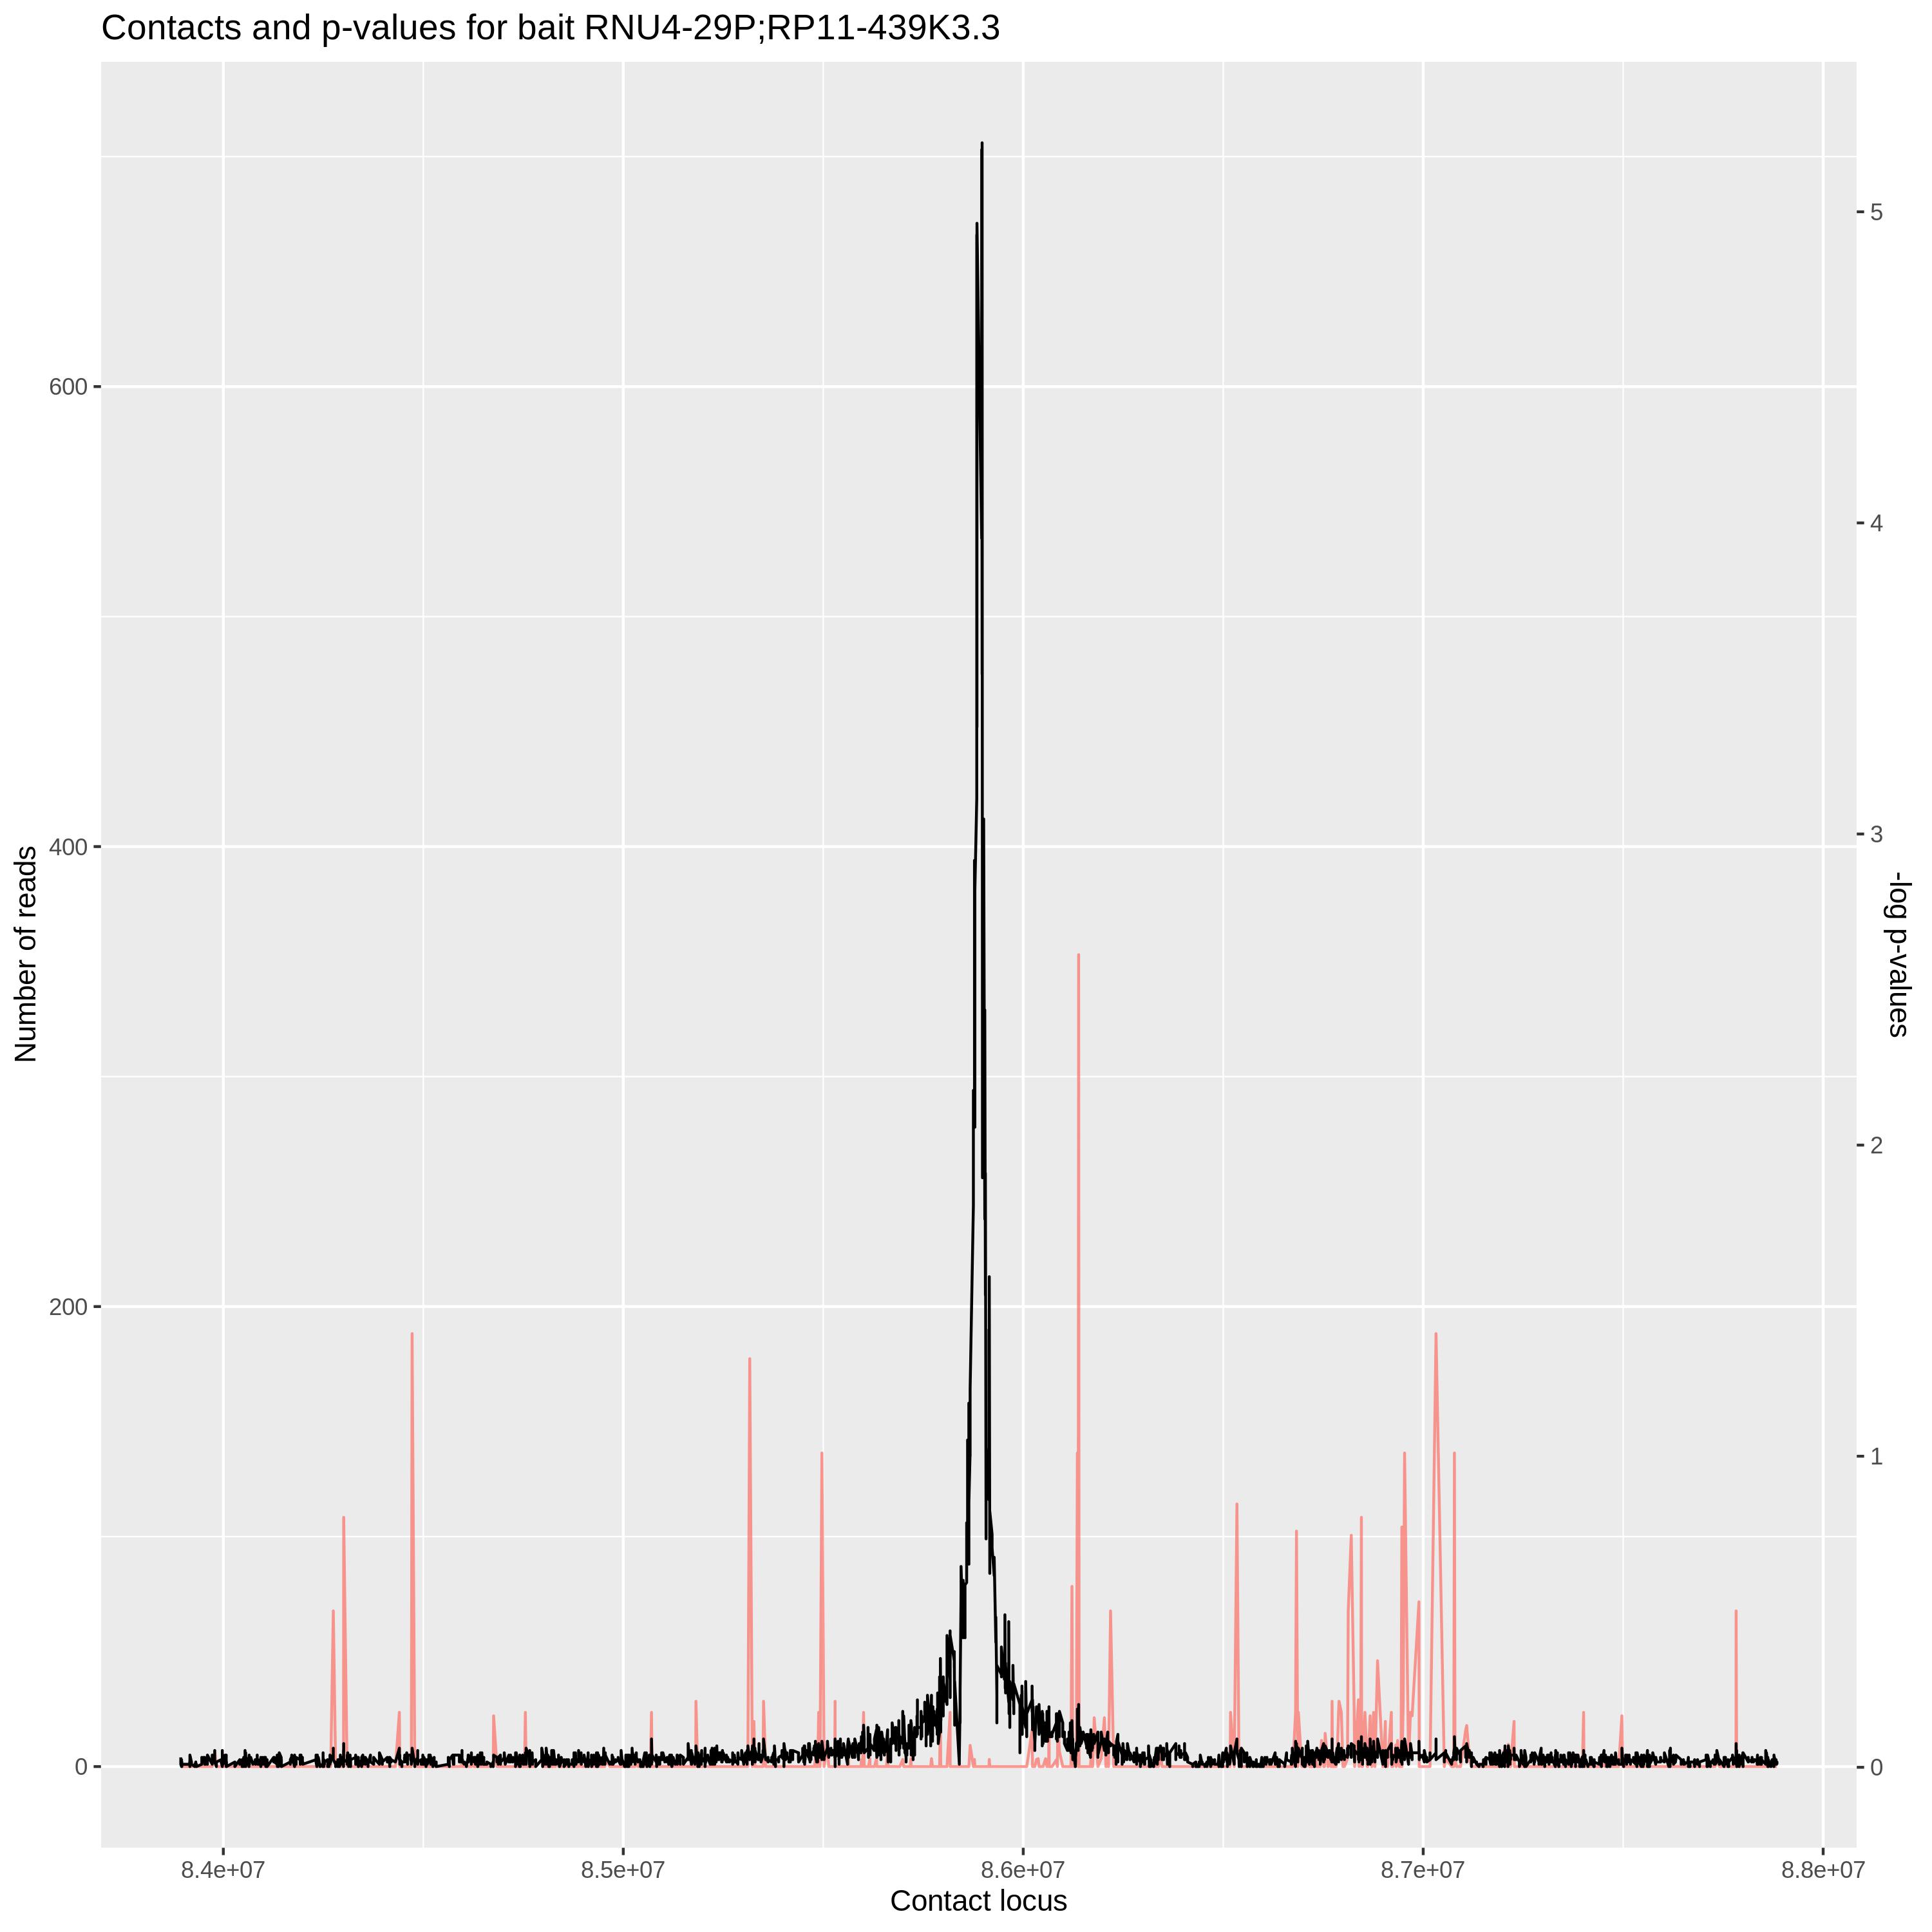 Contacts and p-values for bait RNU4-29P;RP11-439K3.3
600
400
200
0
5
4
3
2
1
0
Number of reads
-log p-values
8.4e+07
8.5e+07
8.6e+07
8.7e+07
8.8e+07
Contact locus